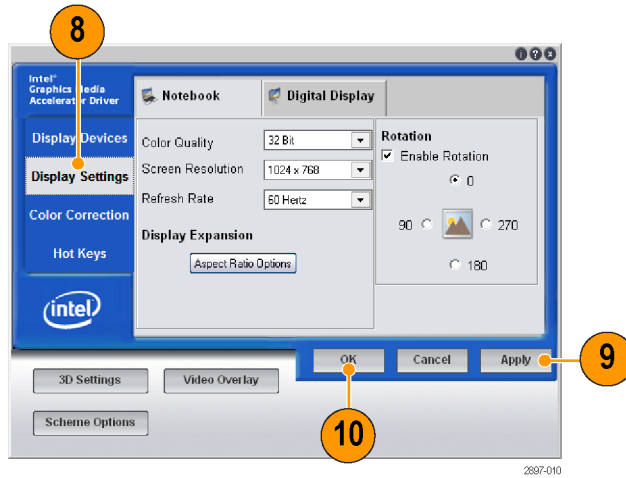 8
Intel®
Graphics Media
Accelerator Driver
Notebook
Digital Display
Display Devices
Display Settings
Color Correction
Hot Keys
intel
Color Quality
32 Bit
Screen Resolution
1024 x 768
Refresh Rate
60 Hertz
Display Expansion
Aspect Ratio Options
Rotation
Enable Rotation
0
90
270
180
OK
Cancel
Apply
9
3D Settings
Video Overlay
Scheme Options
10
2897-010